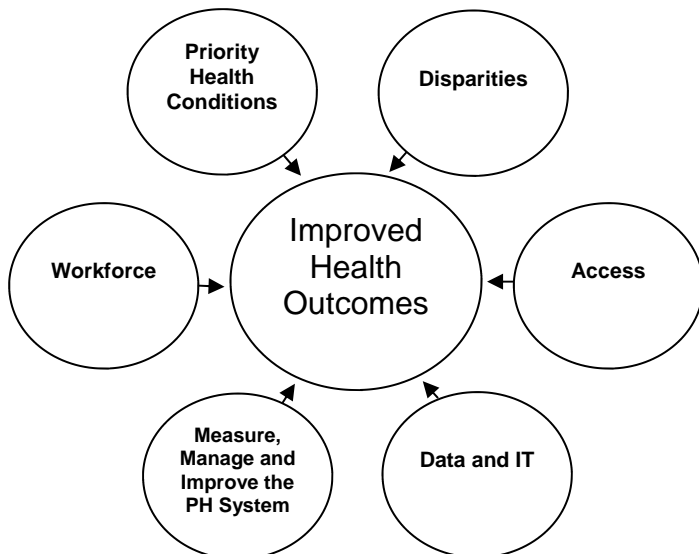 Priority
Health
Conditions
Disparities
Improved
Health
Outcomes
Workforce
Access
Measure,
Manage and
Improve the
PH System
Data and IT